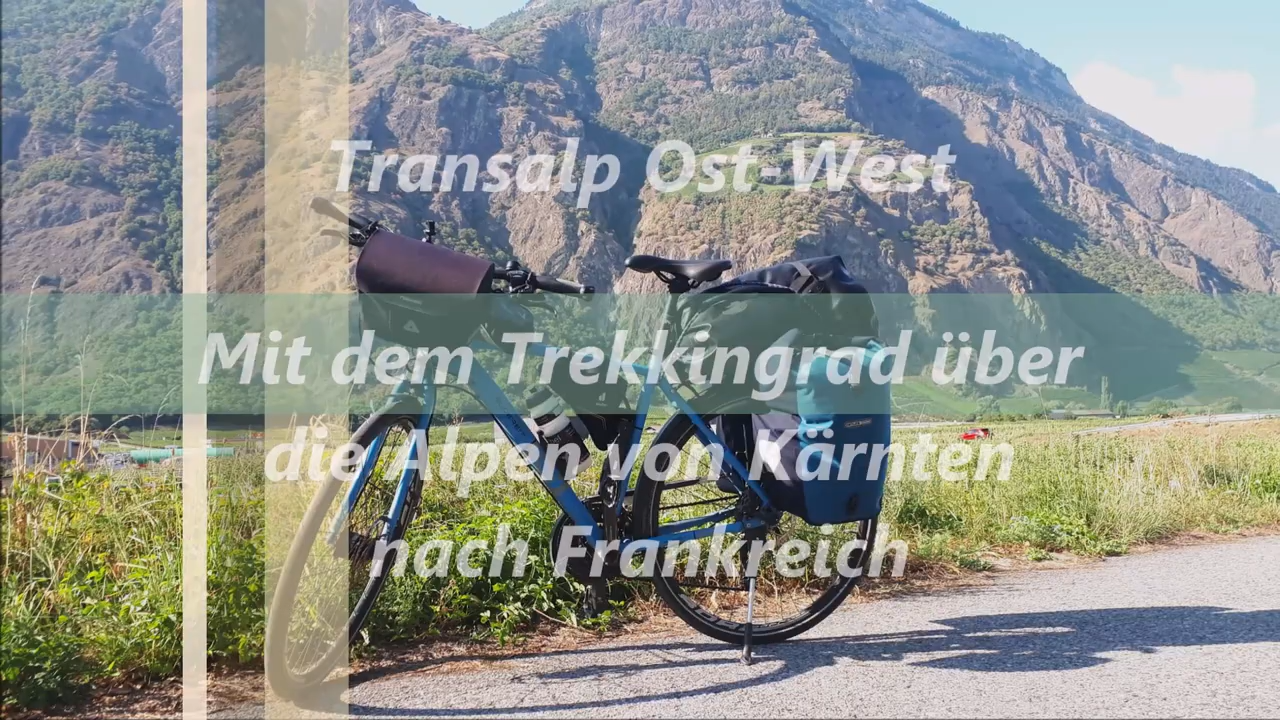 Transalp Ost-West
Mit dem Trekkingrad über
die Alpen von Kärnten
nach Frankreich